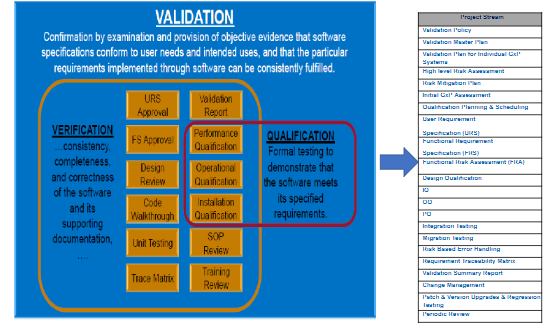 VALIDATION
Confirmation by examination and provision of objective evidence that software
specifications conform to user needs and intended uses, and that the particular
requirements implemented through software can be consistently fulfilled.
VERIFICATION
...consistency,
completeness,
and correctness
of the software
and its
supporting
documentation,
....
URS
Approval
Validation
Report
FS Approval
Performance
Qualification
Design
Review
Operational
Qualification
Code
Walkthrough
Installation
Qualification
Unit Testing
SOP
Review
Trace Matrix
Training
Review
QUALIFICATION
Formal testing to
demonstrate that
the software meets
its specified
requirements.
Project Stream
Validation Policy
Validation Master Plan
Validation Plan for Individual GxP
Systems
High level Risk Assessment
Risk Mitigation Plan
Initial GxP Assessment
Qualification Planning & Scheduling
User Requirement
Specification (URS)
Functional Requirement
Specification (FRS)
Functional Risk Assessment (FRA)
Design Qualification
IQ
OQ
PQ
Integration Testing
Migration Testing
Risk Based Error Handling
Requirement Traceability Matrix
Validation Summary Report
Change Management
Patch & Version Upgrades & Regression
Testing
Periodic Review